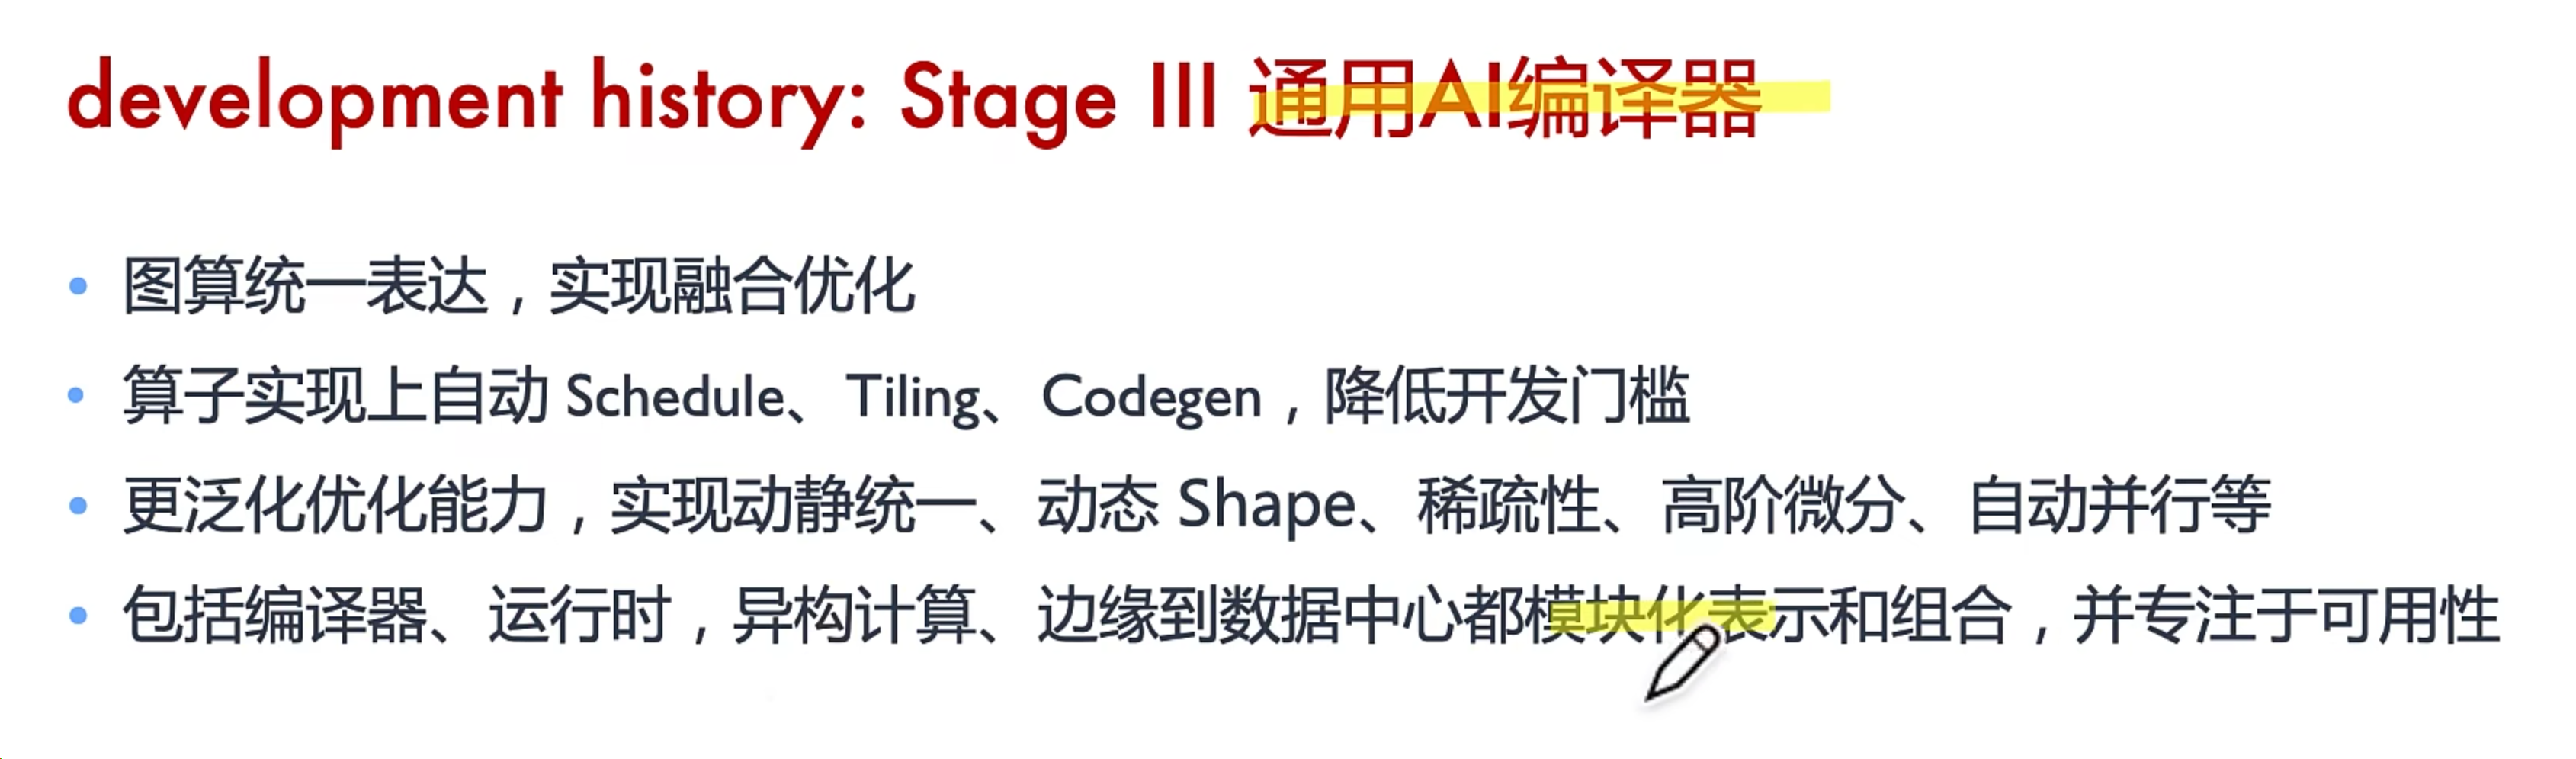 development history: Stage III 通用AI编译器
• 图算统一表达，实现融合优化
• 算子实现上自动 Schedule、Tiling、Codegen，降低开发门槛
• 更泛化优化能力，实现动静统一、动态 Shape、稀疏性、高阶微分、自动并行等
• 包括编译器、运行时，异构计算、边缘到数据中心都模块化表示和组合，并专注于可用性